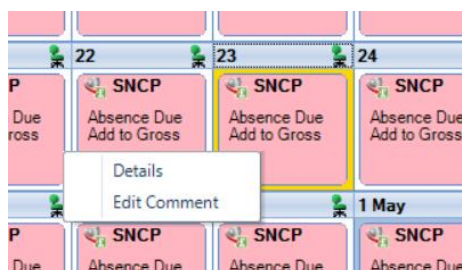 22 23 24
P SNCP SNCP SNCP
Due Absence Due Absence Due Absence Due
ross Add to Gross Add to Gross Add to Gross
Details
Edit Comment
1 May
P SNCP SNCP SNCP
Due Absence Due Absence Due Absence Due